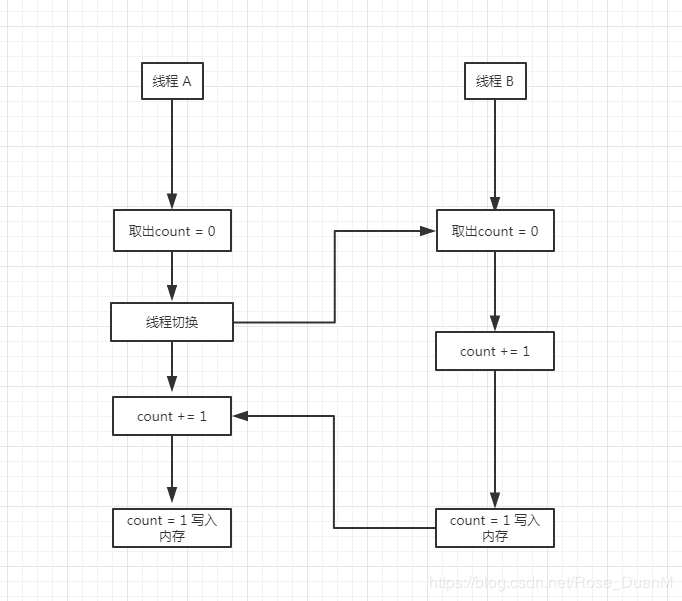 线程 A
线程 B
取出count = 0
取出count = 0
线程切换
count += 1
count += 1
count = 1 写入
内存
count = 1 写入
内存
https://blog.csdn.net/Rose_DuanM